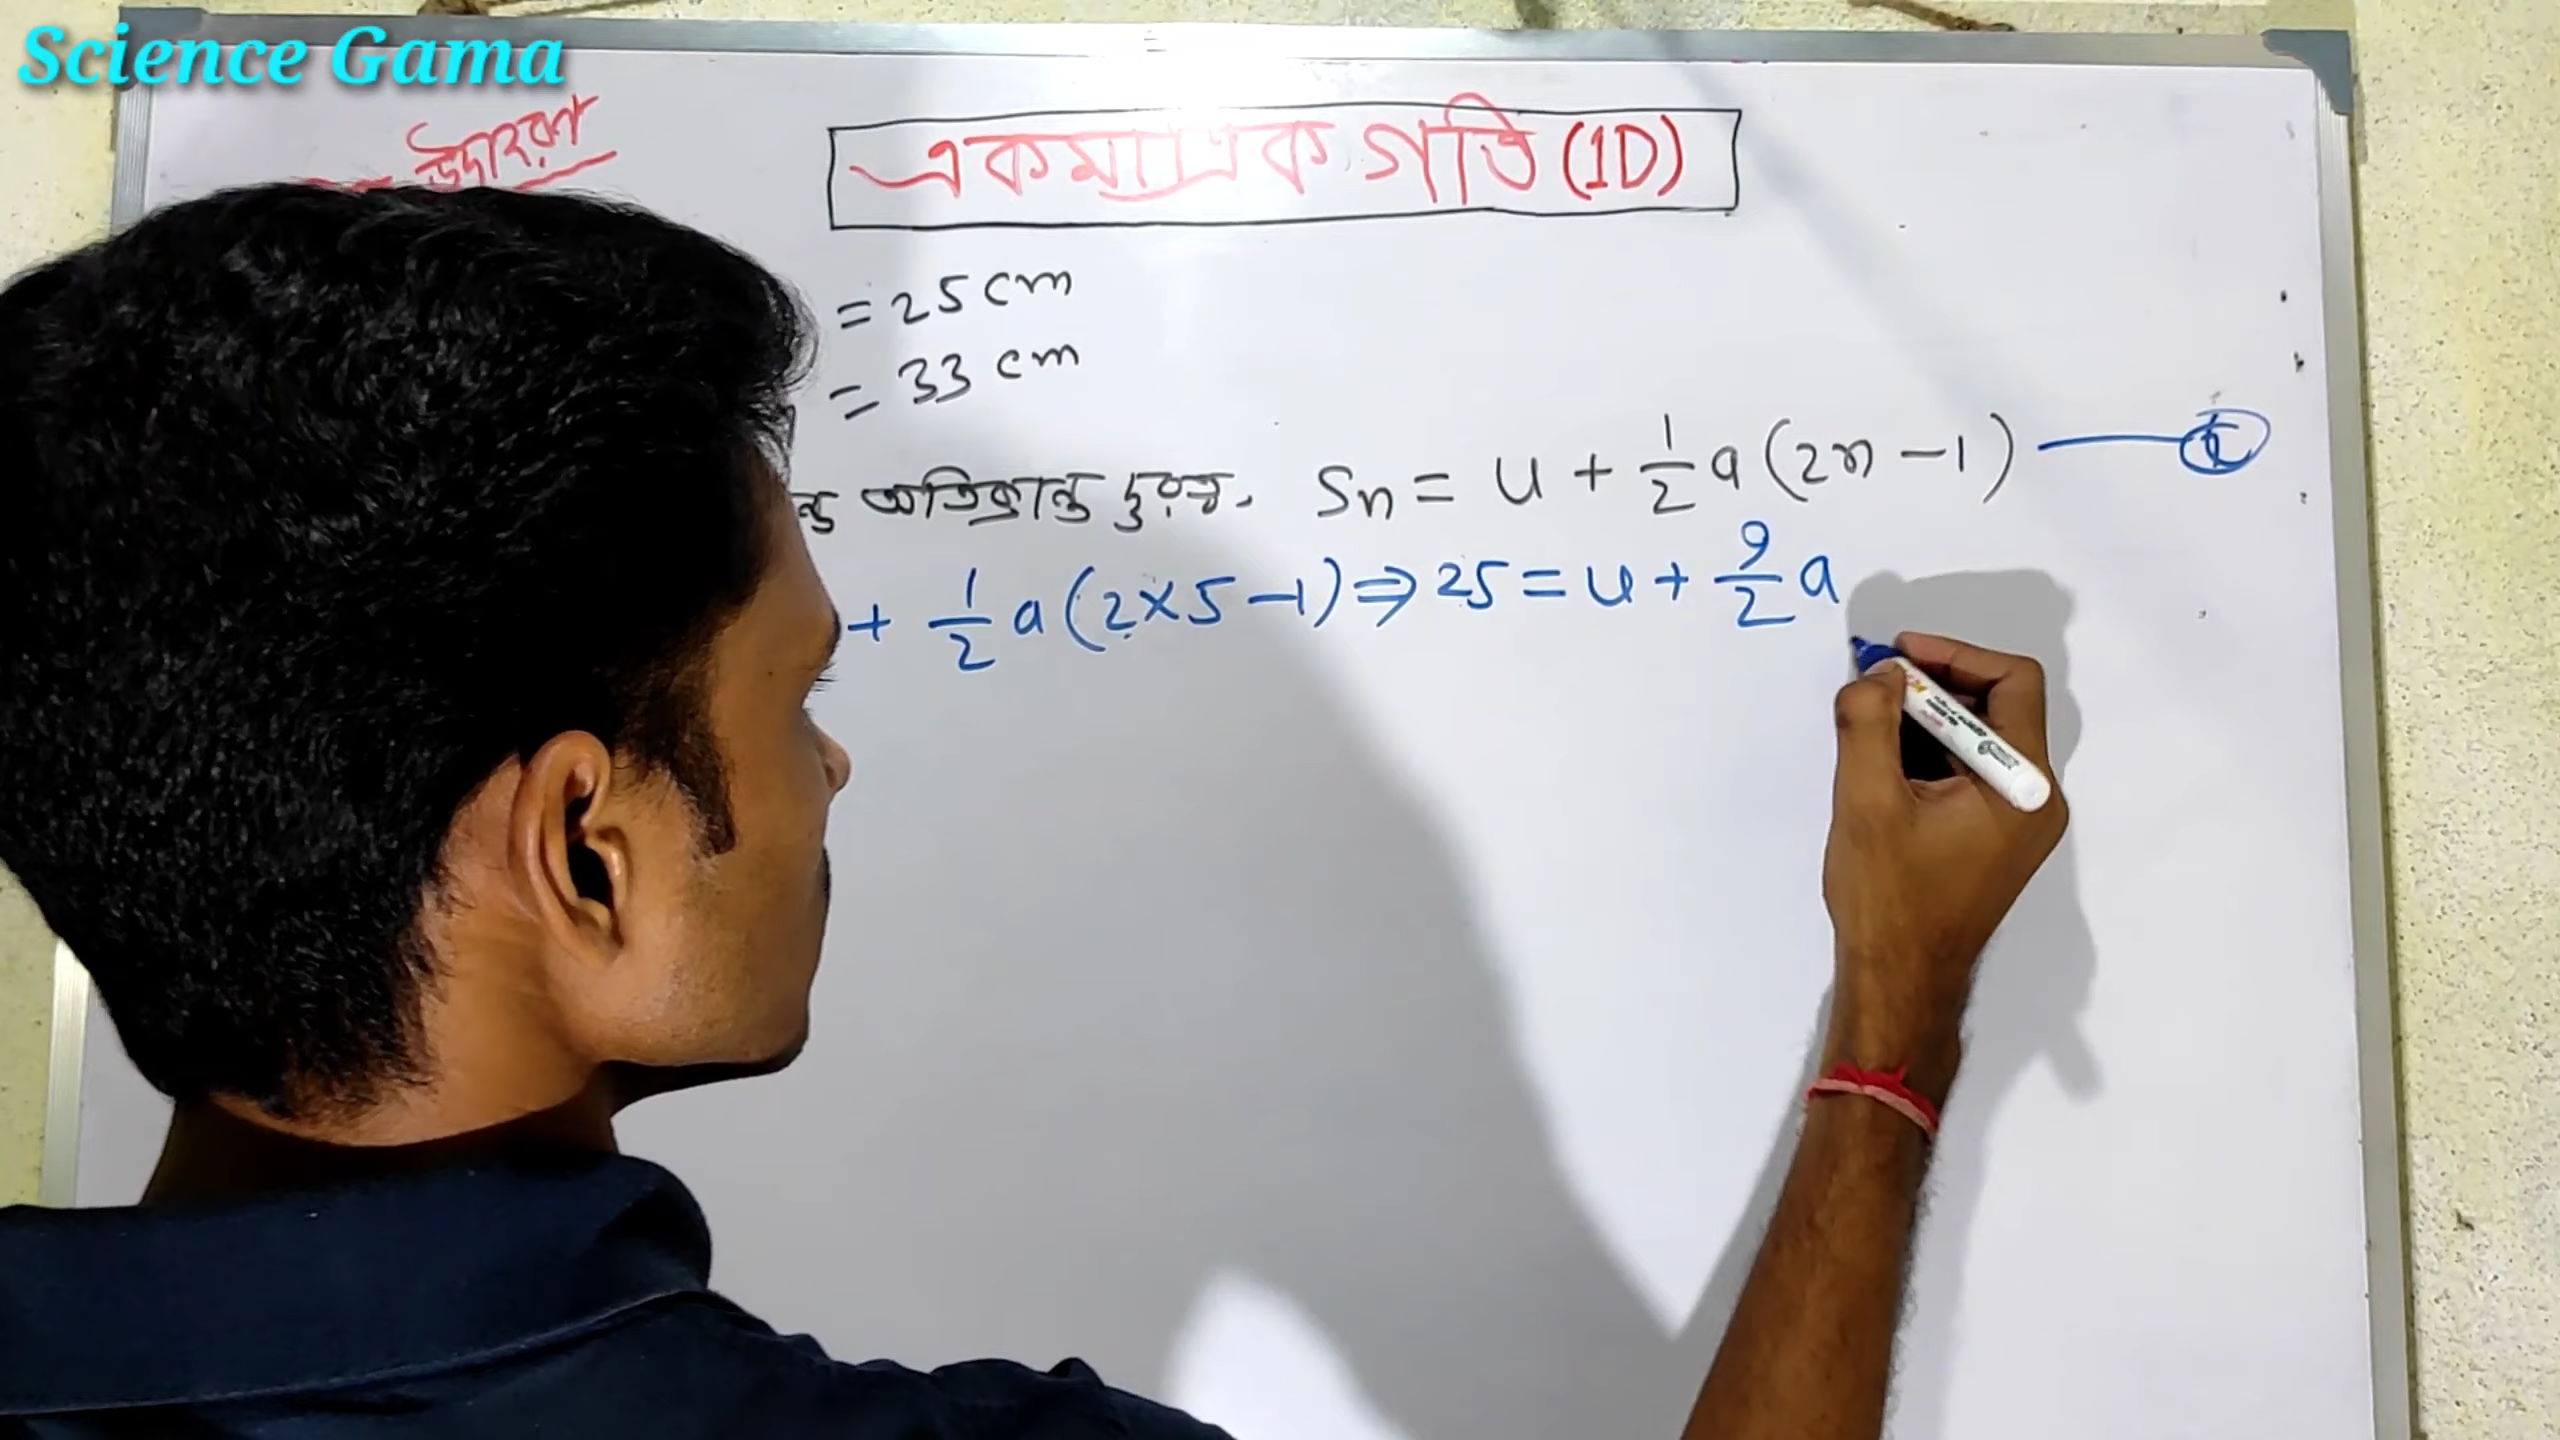 Science Gama
উদাহরণ
একমাত্রিক গতি (1D)
= 25 cm
= 33 cm
অতিক্রান্ত দুরত্ব, Sn = u + 1/2 a (2n - 1)
+ 1/2 a (2×5 - 1) ⇒ 25 = u + 9/2 a